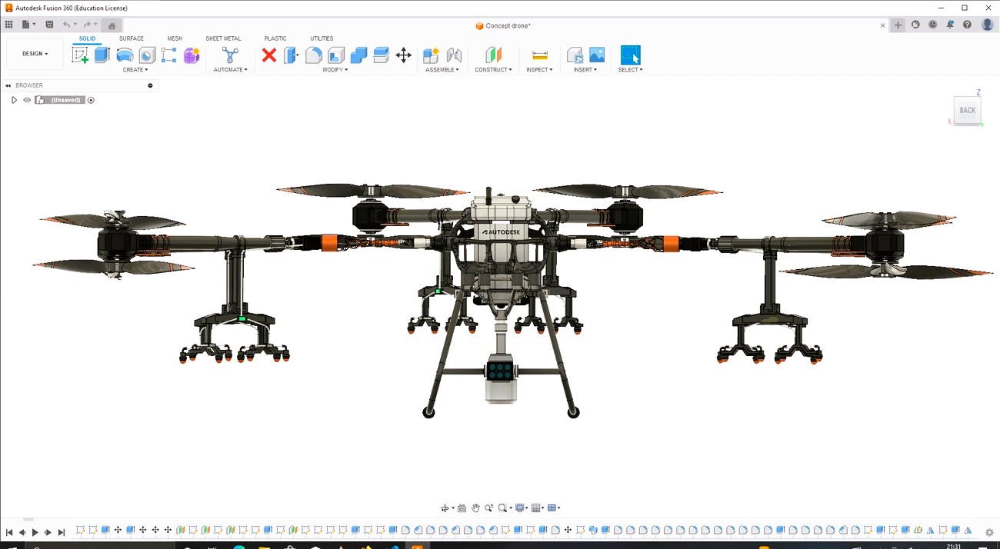 Autodesk Fusion 360 (Education License)
Concept drone*
SOLID SURFACE MESH SHEET METAL PLASTIC UTILITIES
DESIGN
CREATE AUTOMATE MODIFY ASSEMBLE CONSTRUCT INSPECT INSERT SELECT
BROWSER
(Unsaved)
Z
BACK
X
Y
AUTODESK
21:31